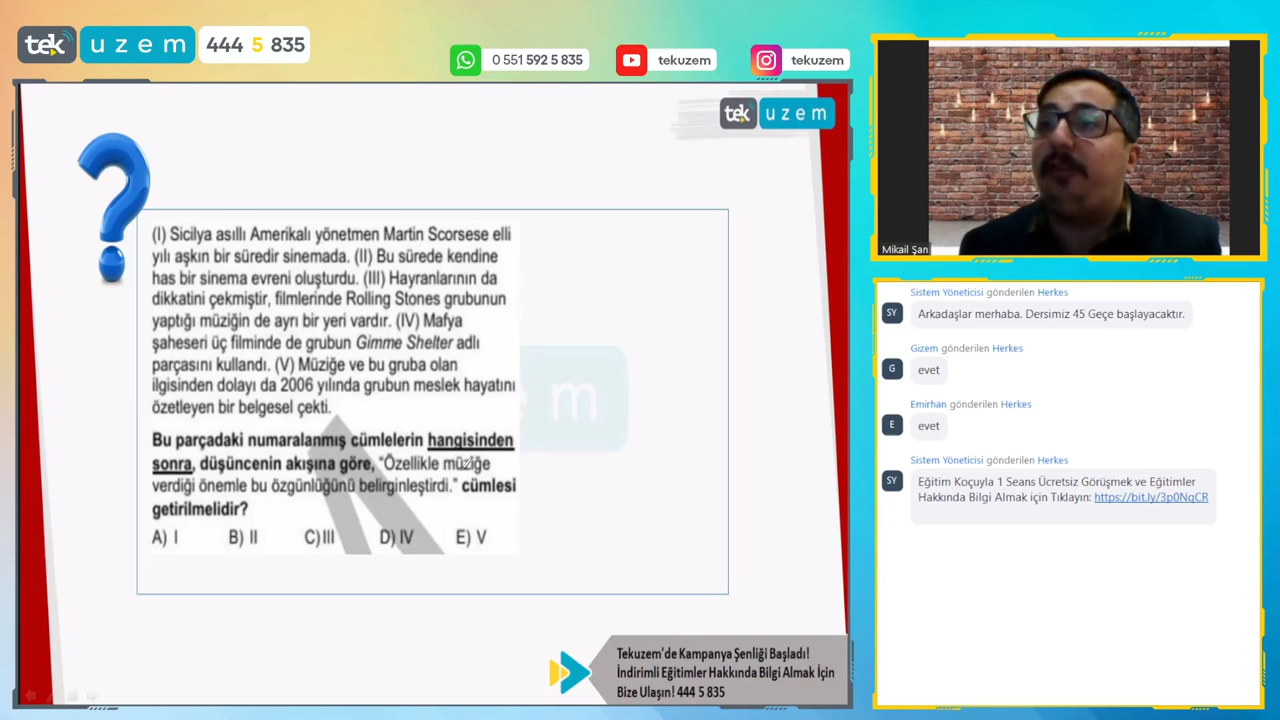 tek uzem 444 5 835
0 551 592 5 835
tekuzem
tekuzem
tek uzem
(I) Sicilya asıllı Amerikalı yönetmen Martin Scorsese elli
yılı aşkın bir süredir sinemada. (II) Bu sürede kendine
has bir sinema evreni oluşturdu. (III) Hayranlarının da
dikkatini çekmiştir, filmlerinde Rolling Stones grubunun
yaptığı müziğin de ayrı bir yeri vardır. (IV) Mafya
şaheseri üç filminde de grubun Gimme Shelter adlı
parçasını kullandı. (V) Müziğe ve bu gruba olan
ilgisinden dolayı da 2006 yılında grubun meslek hayatını
özetleyen bir belgesel çekti.
Bu parçadaki numaralanmış cümlelerin hangisinden
sonra, düşüncenin akışına göre, "Özellikle müziğe
verdiği önemle bu özgünlüğünü belirginleştirdi." cümlesi
getirilmelidir?
A) I B) II C) III D) IV E) V
e m
Tekuzem'de Kampanya Şenliği Başladı!
İndirimli Eğitimler Hakkında Bilgi Almak İçin
Bize Ulaşın! 444 5 835
Mikail Şan
Sistem Yöneticisi gönderilen Herkes
SY
Arkadaşlar merhaba. Dersimiz 45 Geçe başlayacaktır.
Gizem gönderilen Herkes
G
evet
Emirhan gönderilen Herkes
E
evet
Sistem Yöneticisi gönderilen Herkes
SY
Eğitim Koçuyla 1 Seans Ücretsiz Görüşmek ve Eğitimler
Hakkında Bilgi Almak için Tıklayın: https://bit.ly/3p0NqCR